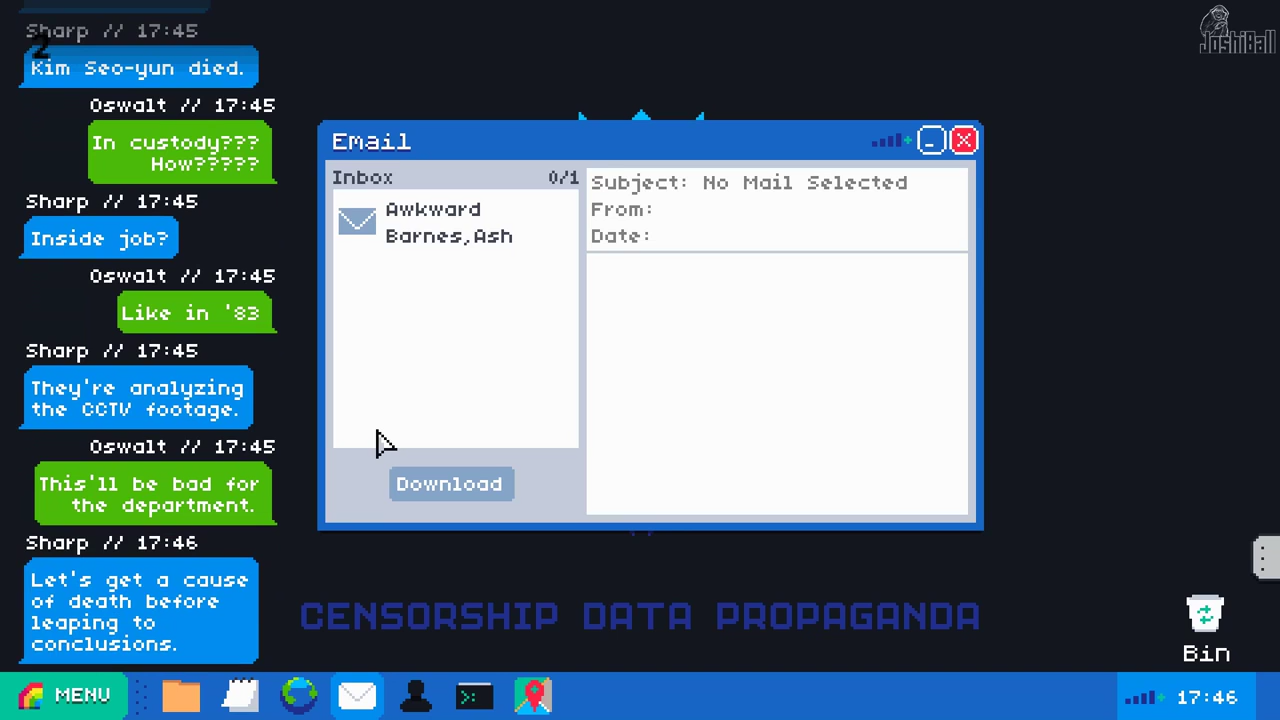 Sharp // 17:45
2
Kim Seo-yun died.
Oswalt // 17:45
In custody???
How?????
Sharp // 17:45
Inside job?
Oswalt // 17:45
Like in '83
Sharp // 17:45
They're analyzing
the CCTV footage.
Oswalt // 17:45
This'll be bad for
the department.
Sharp // 17:46
Let's get a cause
of death before
leaping to
conclusions.
Email
Inbox 0/1
Awkward
Barnes,Ash
Download
Subject: No Mail Selected
From:
Date:
CENSORSHIP DATA PROPAGANDA
JoshiBall
Bin
MENU
17:46